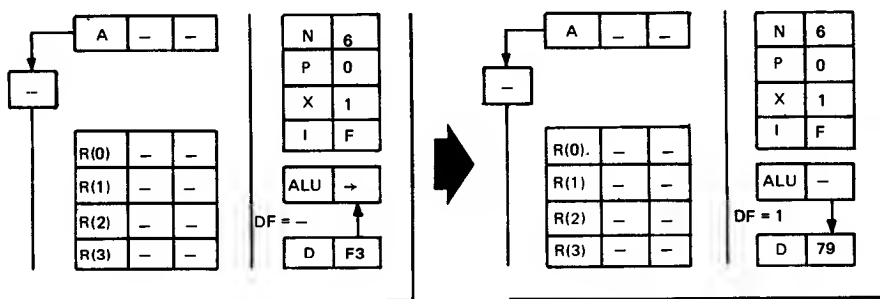 A – –
–
N 6
P 0
X 1
I F
R(0) – –
R(1) – –
R(2) – –
R(3) – –
ALU →
DF = –
D F3
A – –
–
N 6
P 0
X 1
I F
R(0). – –
R(1) – –
R(2) – –
R(3) – –
ALU –
DF = 1
D 79